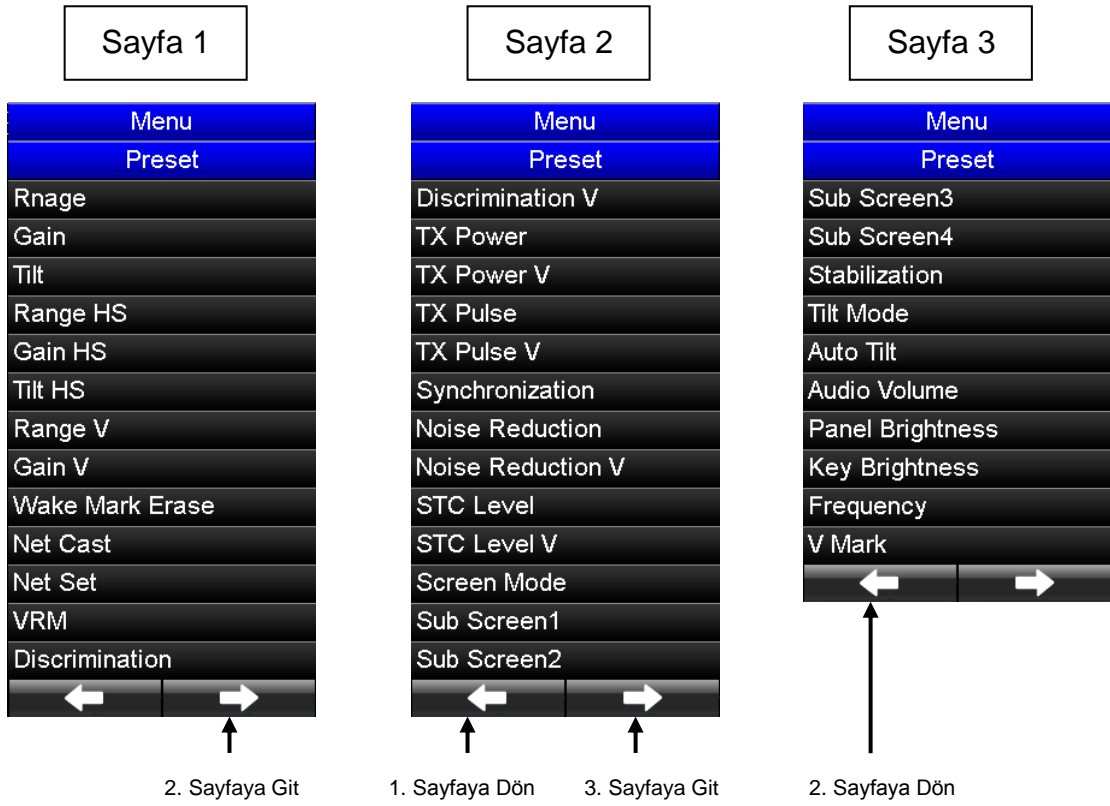 Sayfa 1
Menu
Preset
Rnage
Gain
Tilt
Range HS
Gain HS
Tilt HS
Range V
Gain V
Wake Mark Erase
Net Cast
Net Set
VRM
Discrimination
2. Sayfaya Git
Sayfa 2
Menu
Preset
Discrimination V
TX Power
TX Power V
TX Pulse
TX Pulse V
Synchronization
Noise Reduction
Noise Reduction V
STC Level
STC Level V
Screen Mode
Sub Screen1
Sub Screen2
1. Sayfaya Dön
3. Sayfaya Git
Sayfa 3
Menu
Preset
Sub Screen3
Sub Screen4
Stabilization
Tilt Mode
Auto Tilt
Audio Volume
Panel Brightness
Key Brightness
Frequency
V Mark
2. Sayfaya Dön